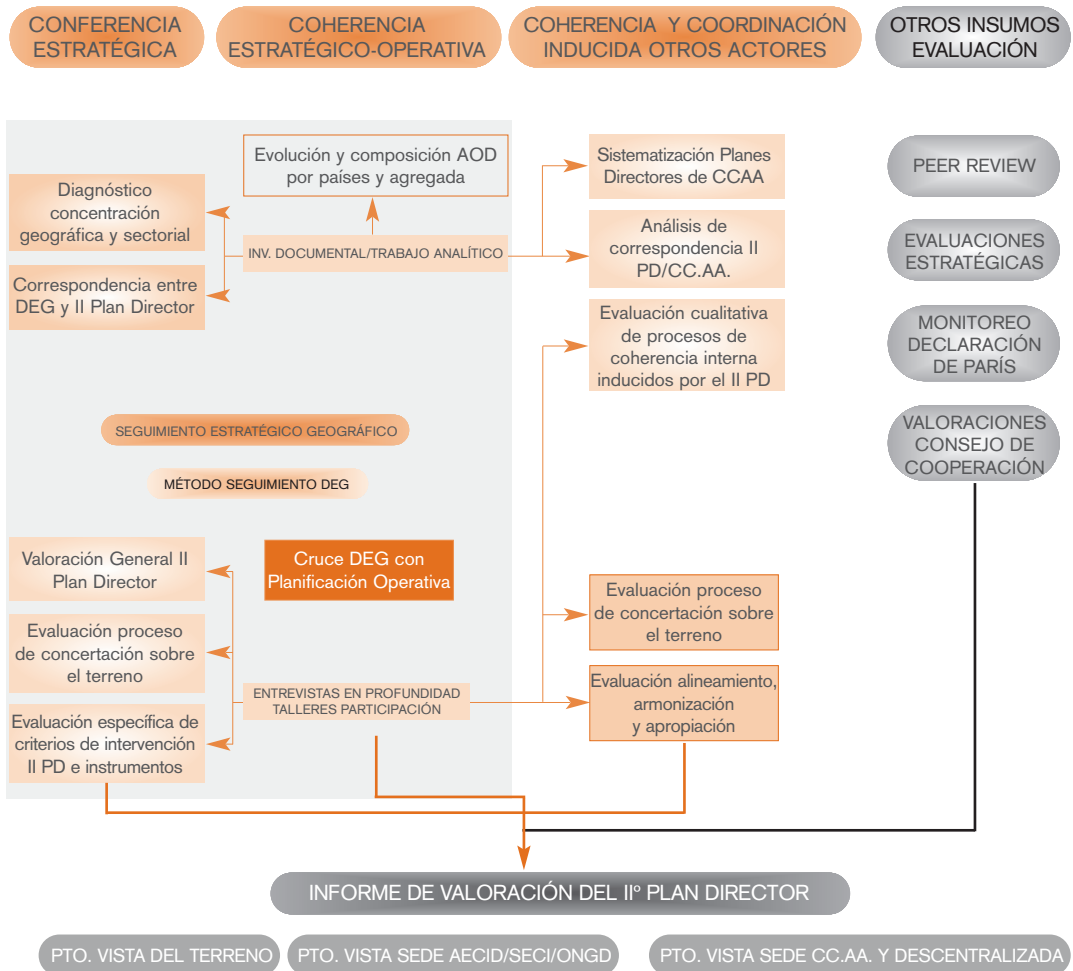 CONFERENCIA
ESTRATÉGICA
COHERENCIA
ESTRATÉGICO-OPERATIVA
COHERENCIA Y COORDINACIÓN
INDUCIDA OTROS ACTORES
OTROS INSUMOS
EVALUACIÓN
Diagnóstico
concentración
geográfica y sectorial
Correspondencia entre
DEG y II Plan Director
Evolución y composición AOD
por países y agregada
INV. DOCUMENTAL/TRABAJO ANALÍTICO
Sistematización Planes
Directores de CCAA
Análisis de
correspondencia II
PD/CC.AA.
Evaluación cualitativa
de procesos de
coherencia interna
inducidos por el II PD
PEER REVIEW
EVALUACIONES
ESTRATÉGICAS
MONITOREO
DECLARACIÓN
DE PARÍS
VALORACIONES
CONSEJO DE
COOPERACIÓN
SEGUIMIENTO ESTRATÉGICO GEOGRÁFICO
MÉTODO SEGUIMIENTO DEG
Valoración General II
Plan Director
Evaluación proceso
de concertación sobre
el terreno
Evaluación específica de
criterios de intervención
II PD e instrumentos
Cruce DEG con
Planificación Operativa
ENTREVISTAS EN PROFUNDIDAD
TALLERES PARTICIPACIÓN
Evaluación proceso
de concertación sobre
el terreno
Evaluación alineamiento,
armonización
y apropiación
INFORME DE VALORACIÓN DEL IIº PLAN DIRECTOR
PTO. VISTA DEL TERRENO
PTO. VISTA SEDE AECID/SECI/ONGD
PTO. VISTA SEDE CC.AA. Y DESCENTRALIZADA